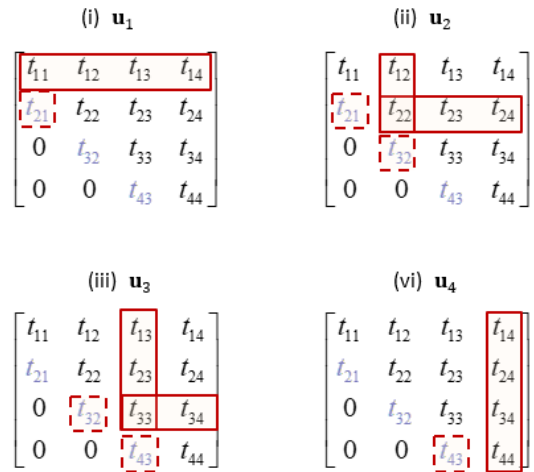 (i) u₁
t₁₁ t₁₂ t₁₃ t₁₄
t₂₁ t₂₂ t₂₃ t₂₄
0 t₃₂ t₃₃ t₃₄
0 0 t₄₃ t₄₄
(ii) u₂
t₁₁ t₁₂ t₁₃ t₁₄
t₂₁ t₂₂ t₂₃ t₂₄
0 t₃₂ t₃₃ t₃₄
0 0 t₄₃ t₄₄
(iii) u₃
t₁₁ t₁₂ t₁₃ t₁₄
t₂₁ t₂₂ t₂₃ t₂₄
0 t₃₂ t₃₃ t₃₄
0 0 t₄₃ t₄₄
(vi) u₄
t₁₁ t₁₂ t₁₃ t₁₄
t₂₁ t₂₂ t₂₃ t₂₄
0 t₃₂ t₃₃ t₃₄
0 0 t₄₃ t₄₄